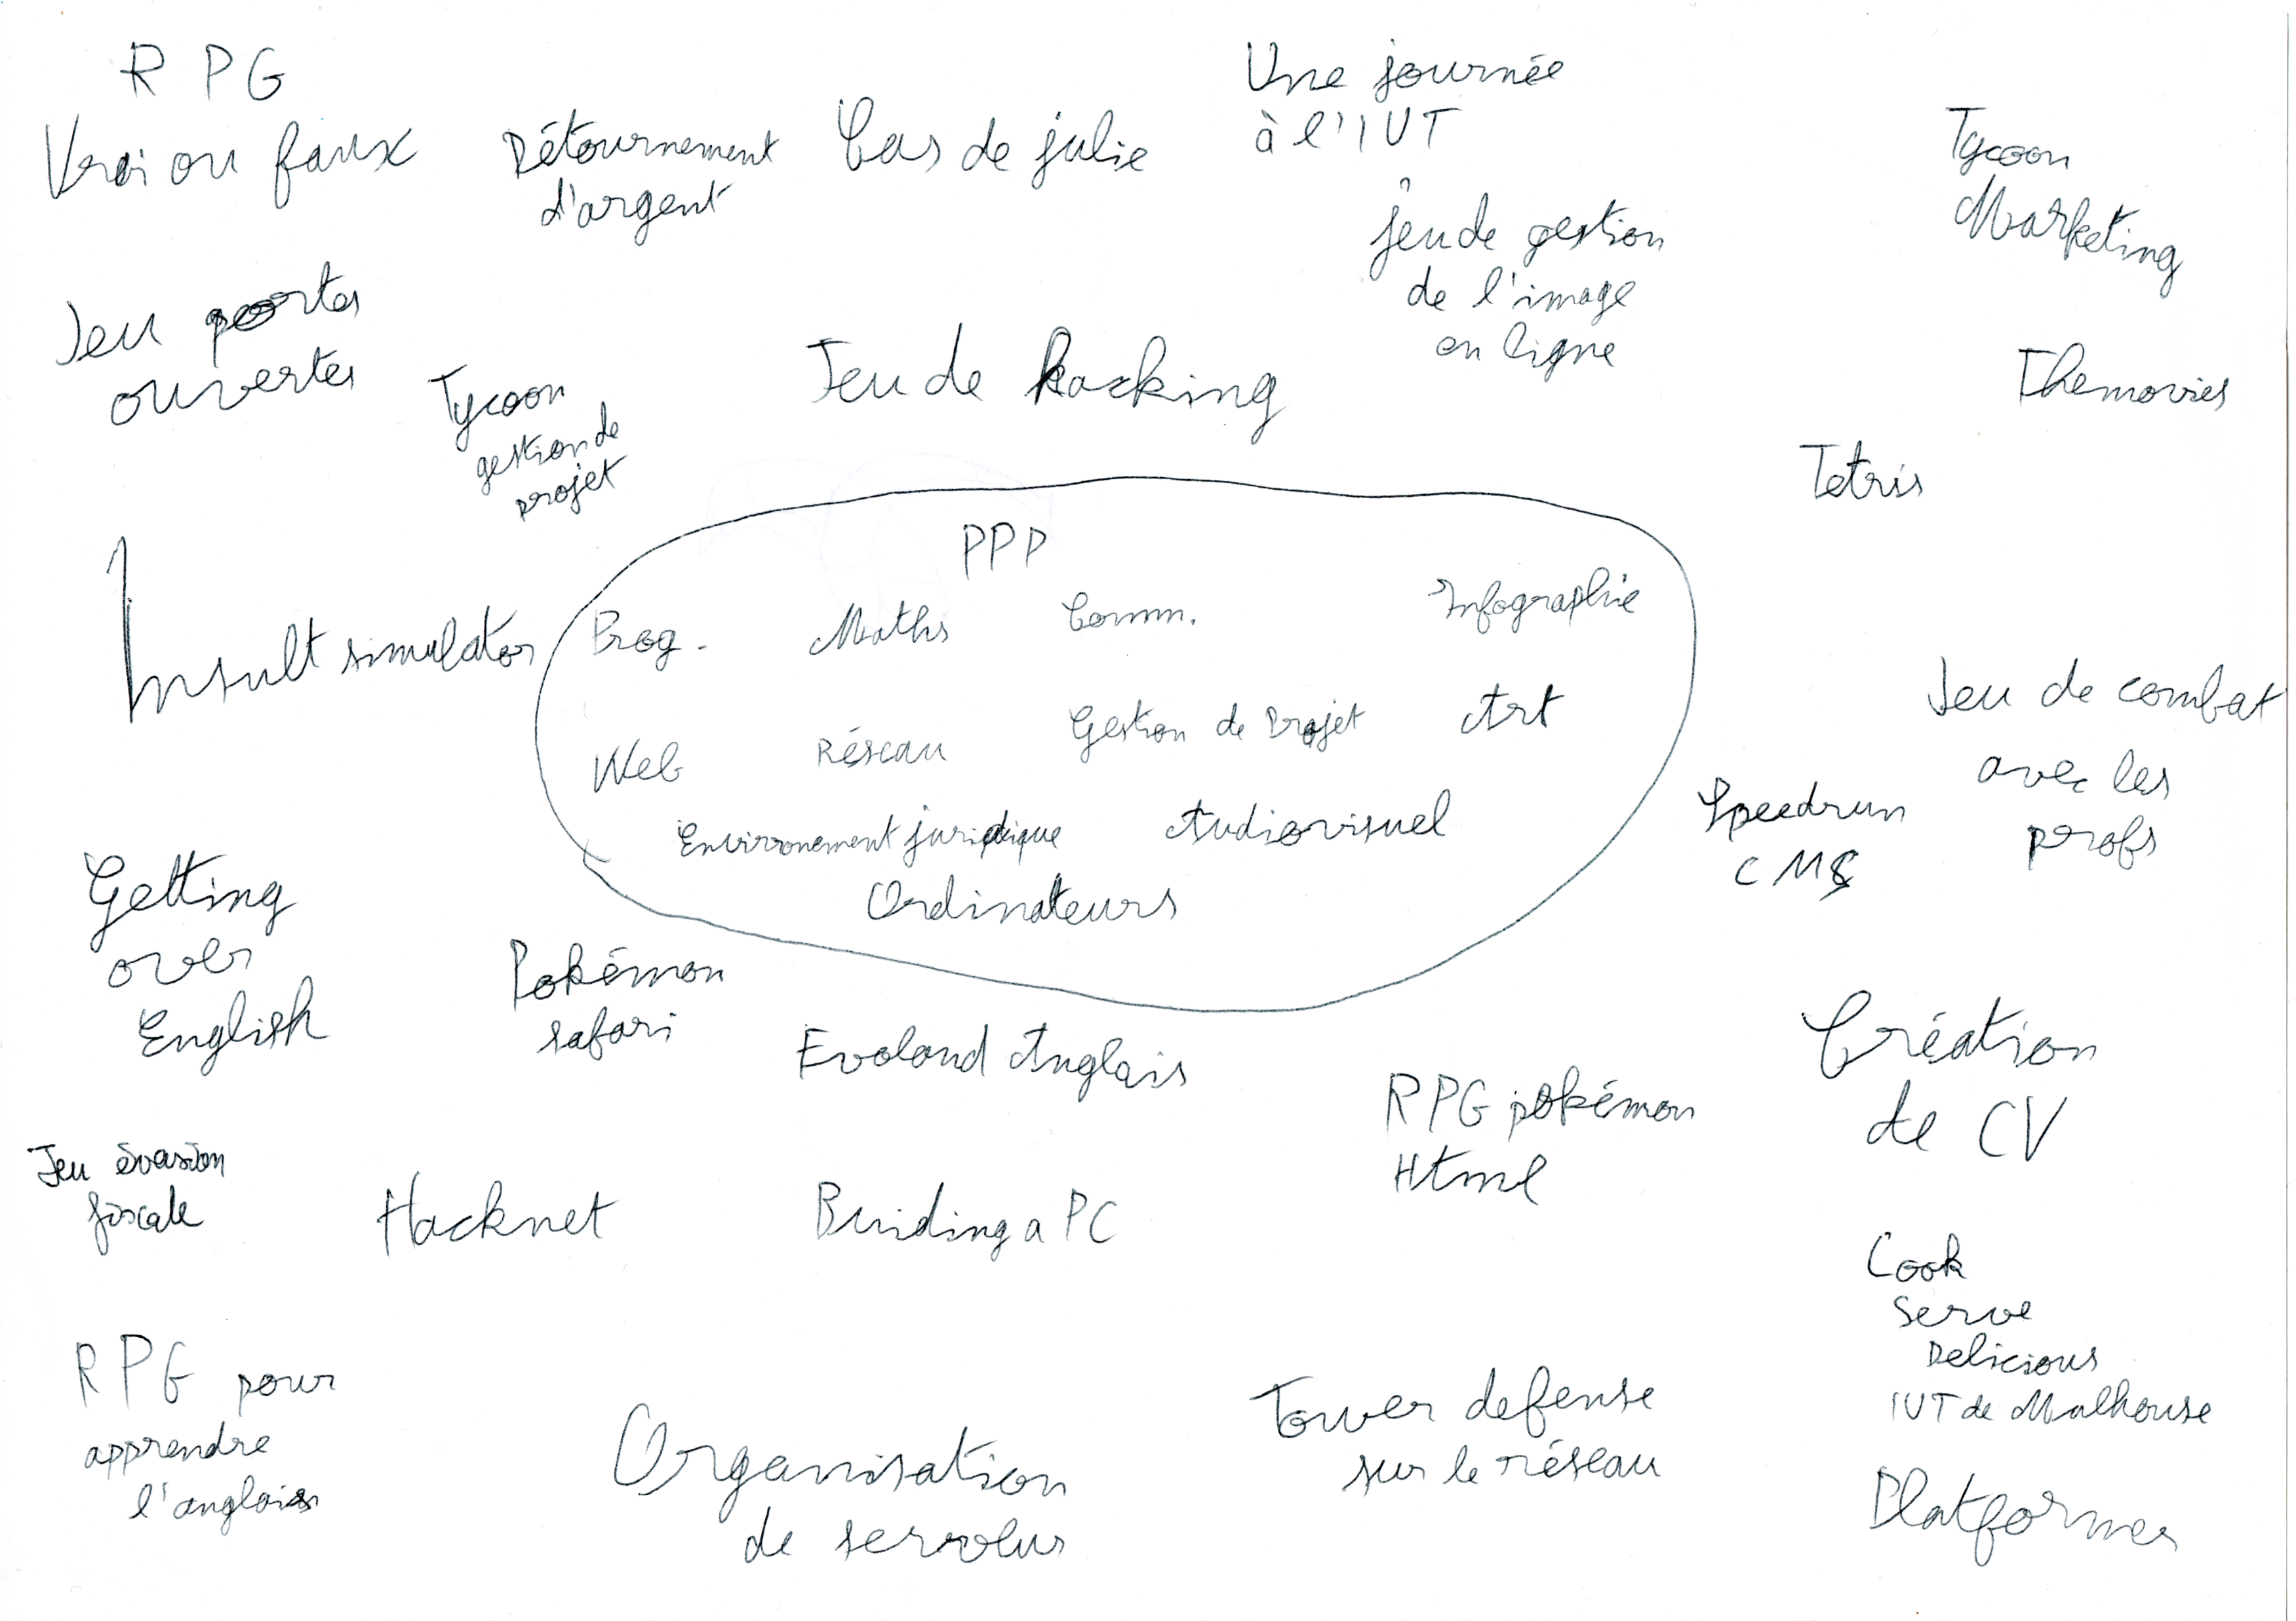 RPG
Vrai ou faux
Détournement
d'argent
Cas de julie
Une journée
à l'IUT
jeu de gestion
de l'image
en ligne
Tycoon
Marketing
Jeu portes
ouvertes
Tycoon
gestion de
projet
Jeu de hacking
Themovies
Tetris
Insult simulator
PPP
Prog.
Maths
Comm.
Infographie
Web
Réseau
Gestion de Projet
Art
Environement juridique
Audiovisuel
Ordinateurs
Jeu de combat
avec les
profs
Speedrun
CMS
Getting
over
English
Pokémon
safari
Evoland Anglais
RPG pokémon
Html
Création
de CV
Jeu évasion
fiscale
Hacknet
Buiding a PC
Cook
Serve
Delicious
IUT de Mulhouse
RPG pour
apprendre
l'anglais
Organisation
de serveurs
Tower defense
sur le réseau
Platformer